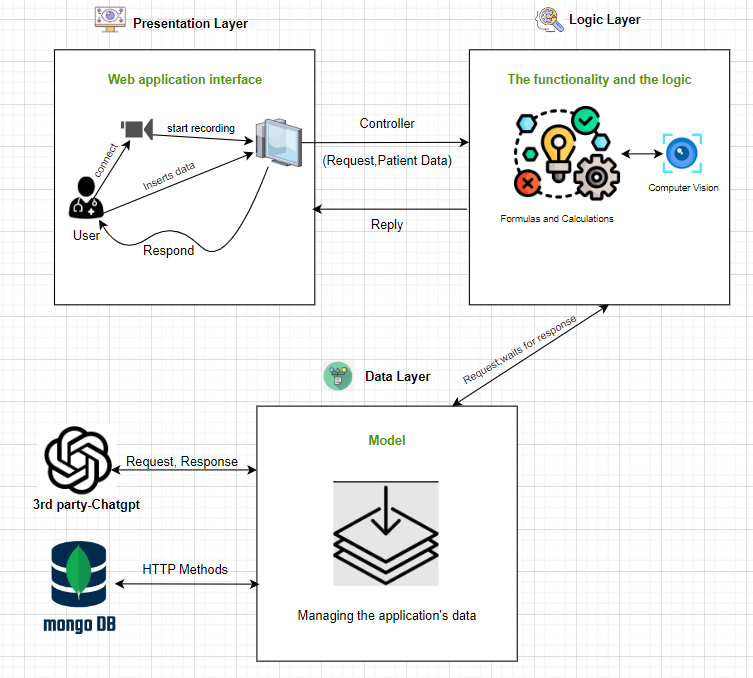 Presentation Layer
Logic Layer
Web application interface
The functionality and the logic
start recording
connect
Inserts data
User
Respond
Controller
(Request,Patient Data)
Reply
Computer Vision
Formulas and Calculations
Request,waits for response
Data Layer
Model
Request, Response
3rd party-Chatgpt
HTTP Methods
mongo DB
Managing the application's data